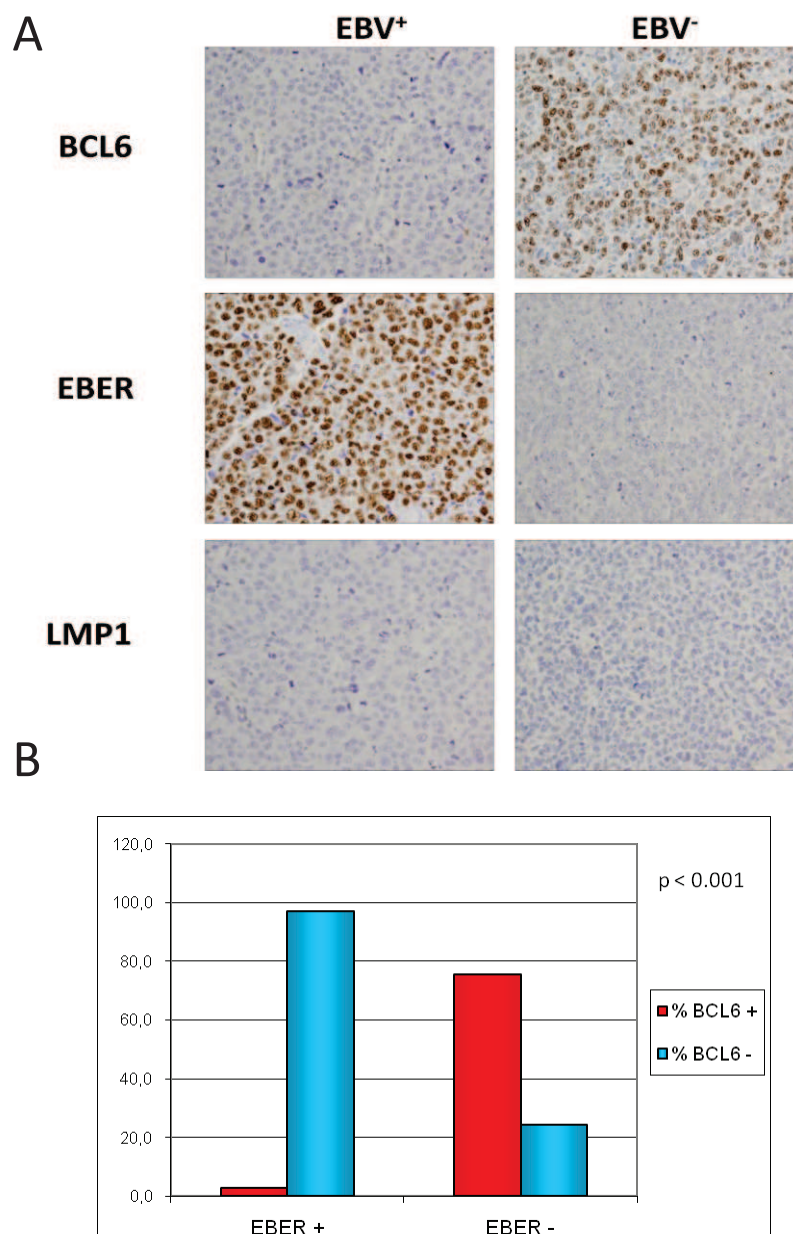 A
EBV⁺ EBV⁻
BCL6
EBER
LMP1
B
120,0
100,0
80,0
60,0
40,0
20,0
0,0
EBER + EBER -
p < 0.001
% BCL6 +
% BCL6 -